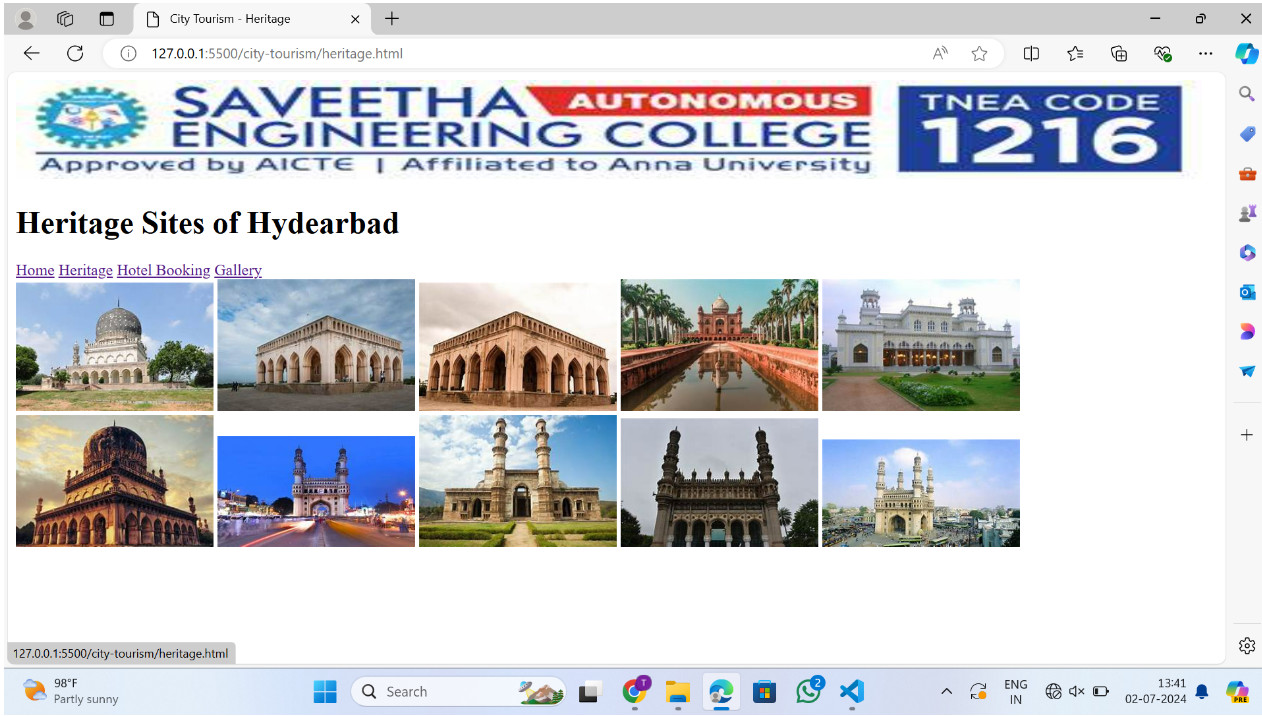 City Tourism - Heritage
127.0.0.1:5500/city-tourism/heritage.html
SAVEETHA AUTONOMOUS
ENGINEERING COLLEGE
Approved by AICTE | Affiliated to Anna University
TNEA CODE
1216
Heritage Sites of Hydearbad
Home Heritage Hotel Booking Gallery
127.0.0.1:5500/city-tourism/heritage.html
98°F
Partly sunny
Search
T
2
ENG
IN
13:41
02-07-2024
PRE